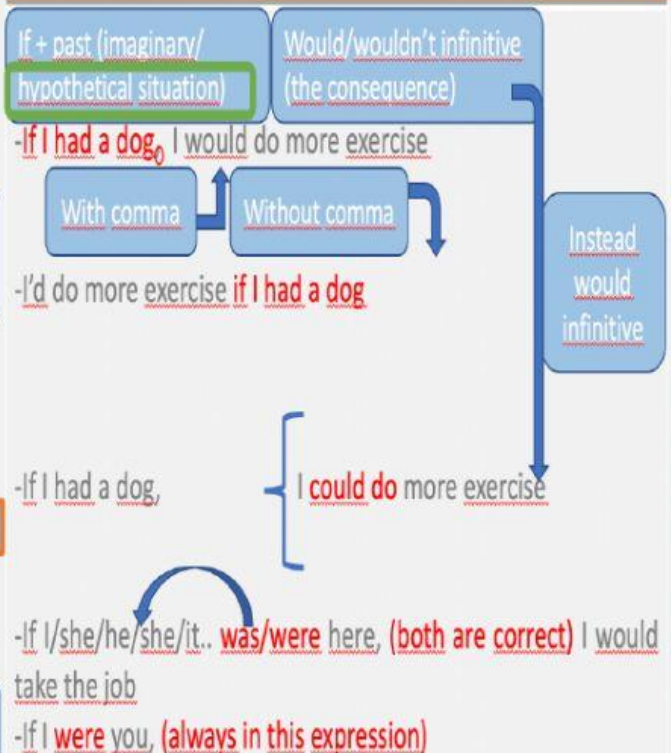 If + past (imaginary/
hypothetical situation)
Would/wouldn't infinitive
(the consequence)
-If I had a dog, I would do more exercise
With comma
Without comma
Instead
would
infinitive
-I'd do more exercise if I had a dog
-If I had a dog,
I could do more exercise
-If I/she/he/she/it.. was/were here, (both are correct) I would
take the job
-If I were you, (always in this expression)